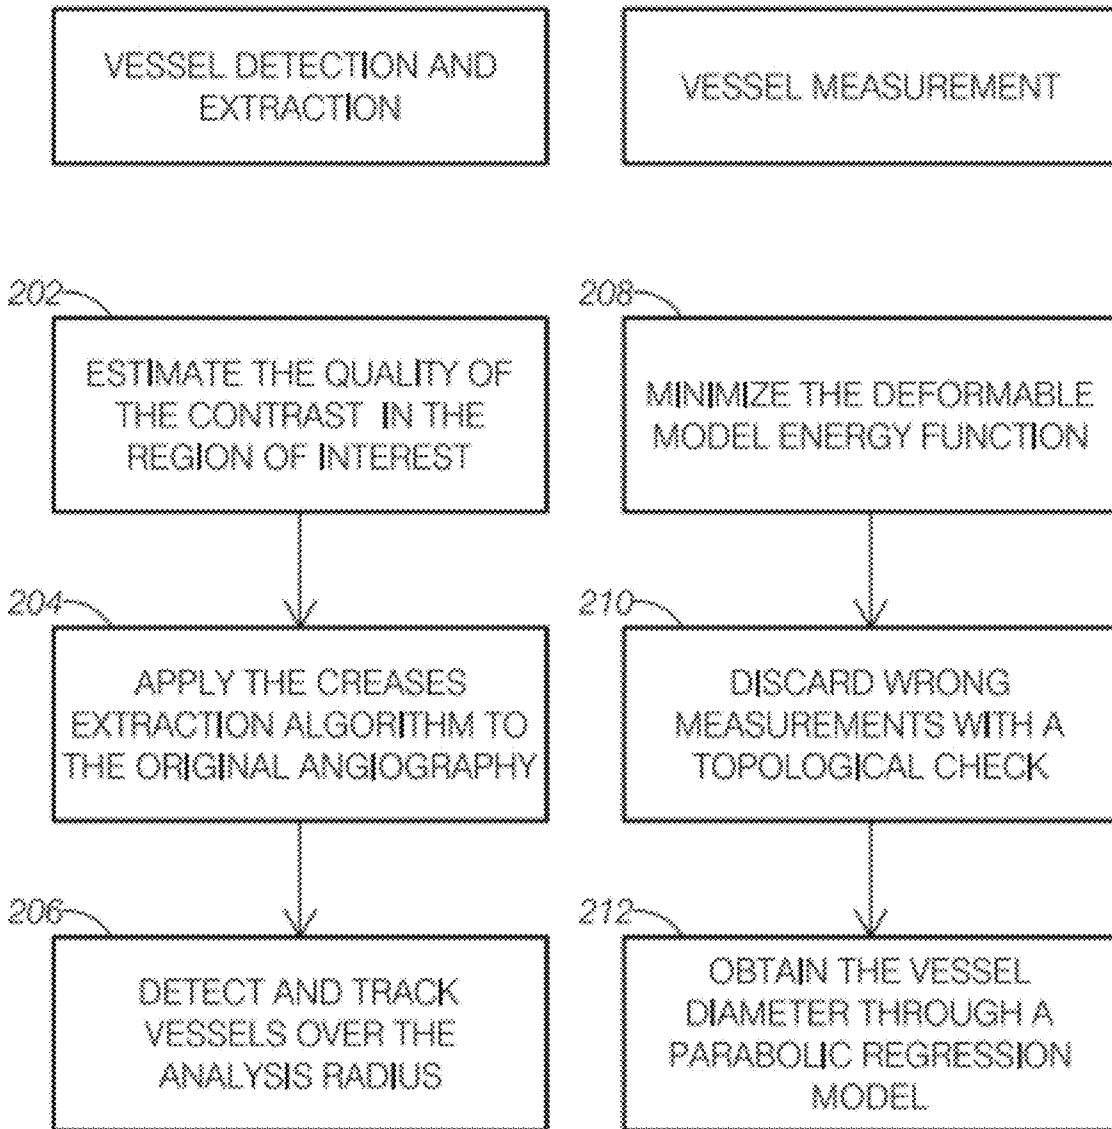 VESSEL DETECTION AND
EXTRACTION
VESSEL MEASUREMENT
202
ESTIMATE THE QUALITY OF
THE CONTRAST IN THE
REGION OF INTEREST
204
APPLY THE CREASES
EXTRACTION ALGORITHM TO
THE ORIGINAL ANGIOGRAPHY
206
DETECT AND TRACK
VESSELS OVER THE
ANALYSIS RADIUS
208
MINIMIZE THE DEFORMABLE
MODEL ENERGY FUNCTION
210
DISCARD WRONG
MEASUREMENTS WITH A
TOPOLOGICAL CHECK
212
OBTAIN THE VESSEL
DIAMETER THROUGH A
PARABOLIC REGRESSION
MODEL